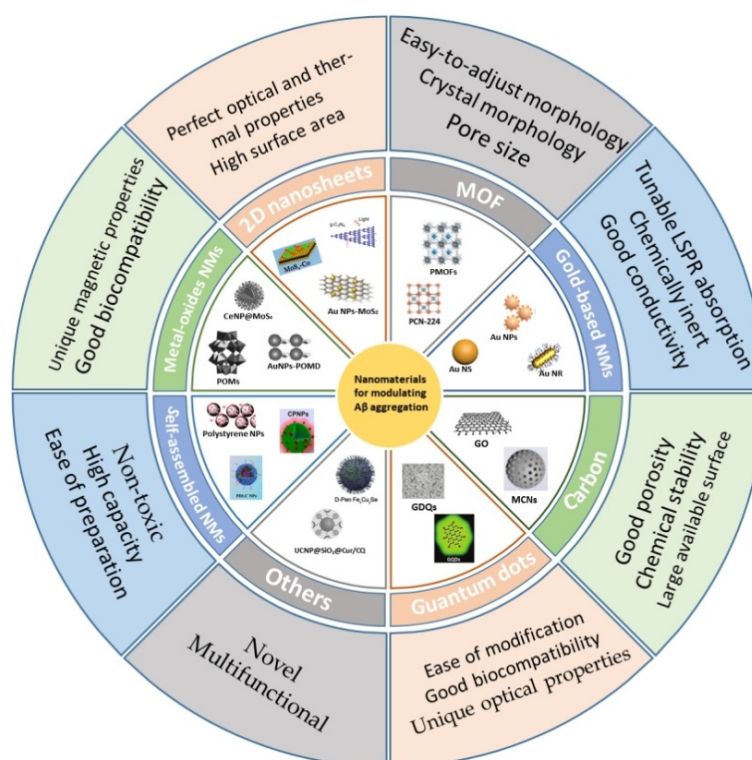 Perfect optical and ther-
mal properties
High surface area
2D nanosheets
g-C₃N₄
Light
MoS₂-Co
Au NPs-MoS₂
Easy-to-adjust morphology
Crystal morphology
Pore size
MOF
PMOFs
PCN-224
Tunable LSPR absorption
Chemically inert
Good conductivity
Gold-based NMs
Au NPs
Au NS
Au NR
Good porosity
Chemical stability
Large available surface
Carbon
GO
MCNs
Ease of modification
Good biocompatibility
Unique optical properties
Quantum dots
GDQs
GQDs
Novel
Multifunctional
Others
UCNP@SiO₂@Cur/CQ
Non-toxic
High capacity
Ease of preparation
Self-assembled NMs
Polystyrene NPs
CPNPs
Unique magnetic properties
Good biocompatibility
Metal-oxides NMs
CeNP@MoS₄
POMs
AuNPs-POMD
Nanomaterials
for modulating
Aβ aggregation